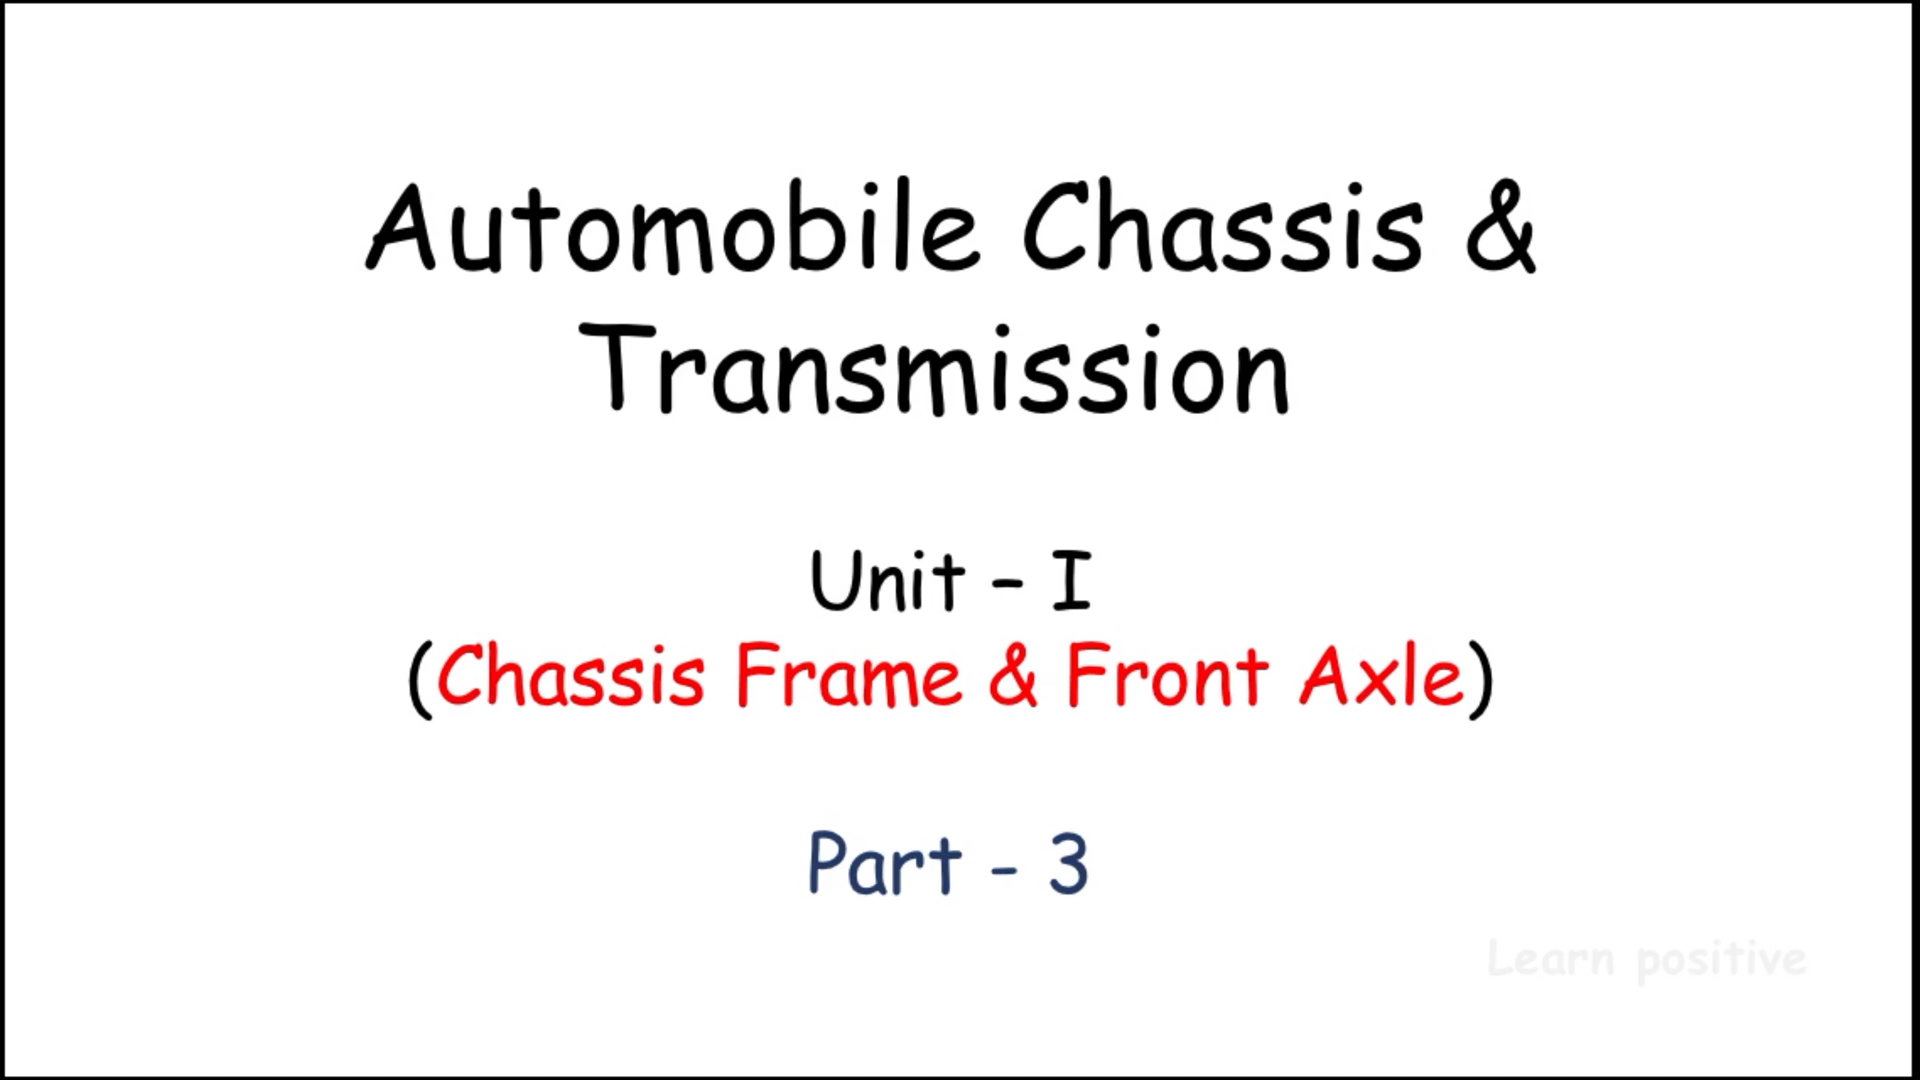 Automobile Chassis &
Transmission
Unit – I
(Chassis Frame & Front Axle)
Part - 3
Learn positive